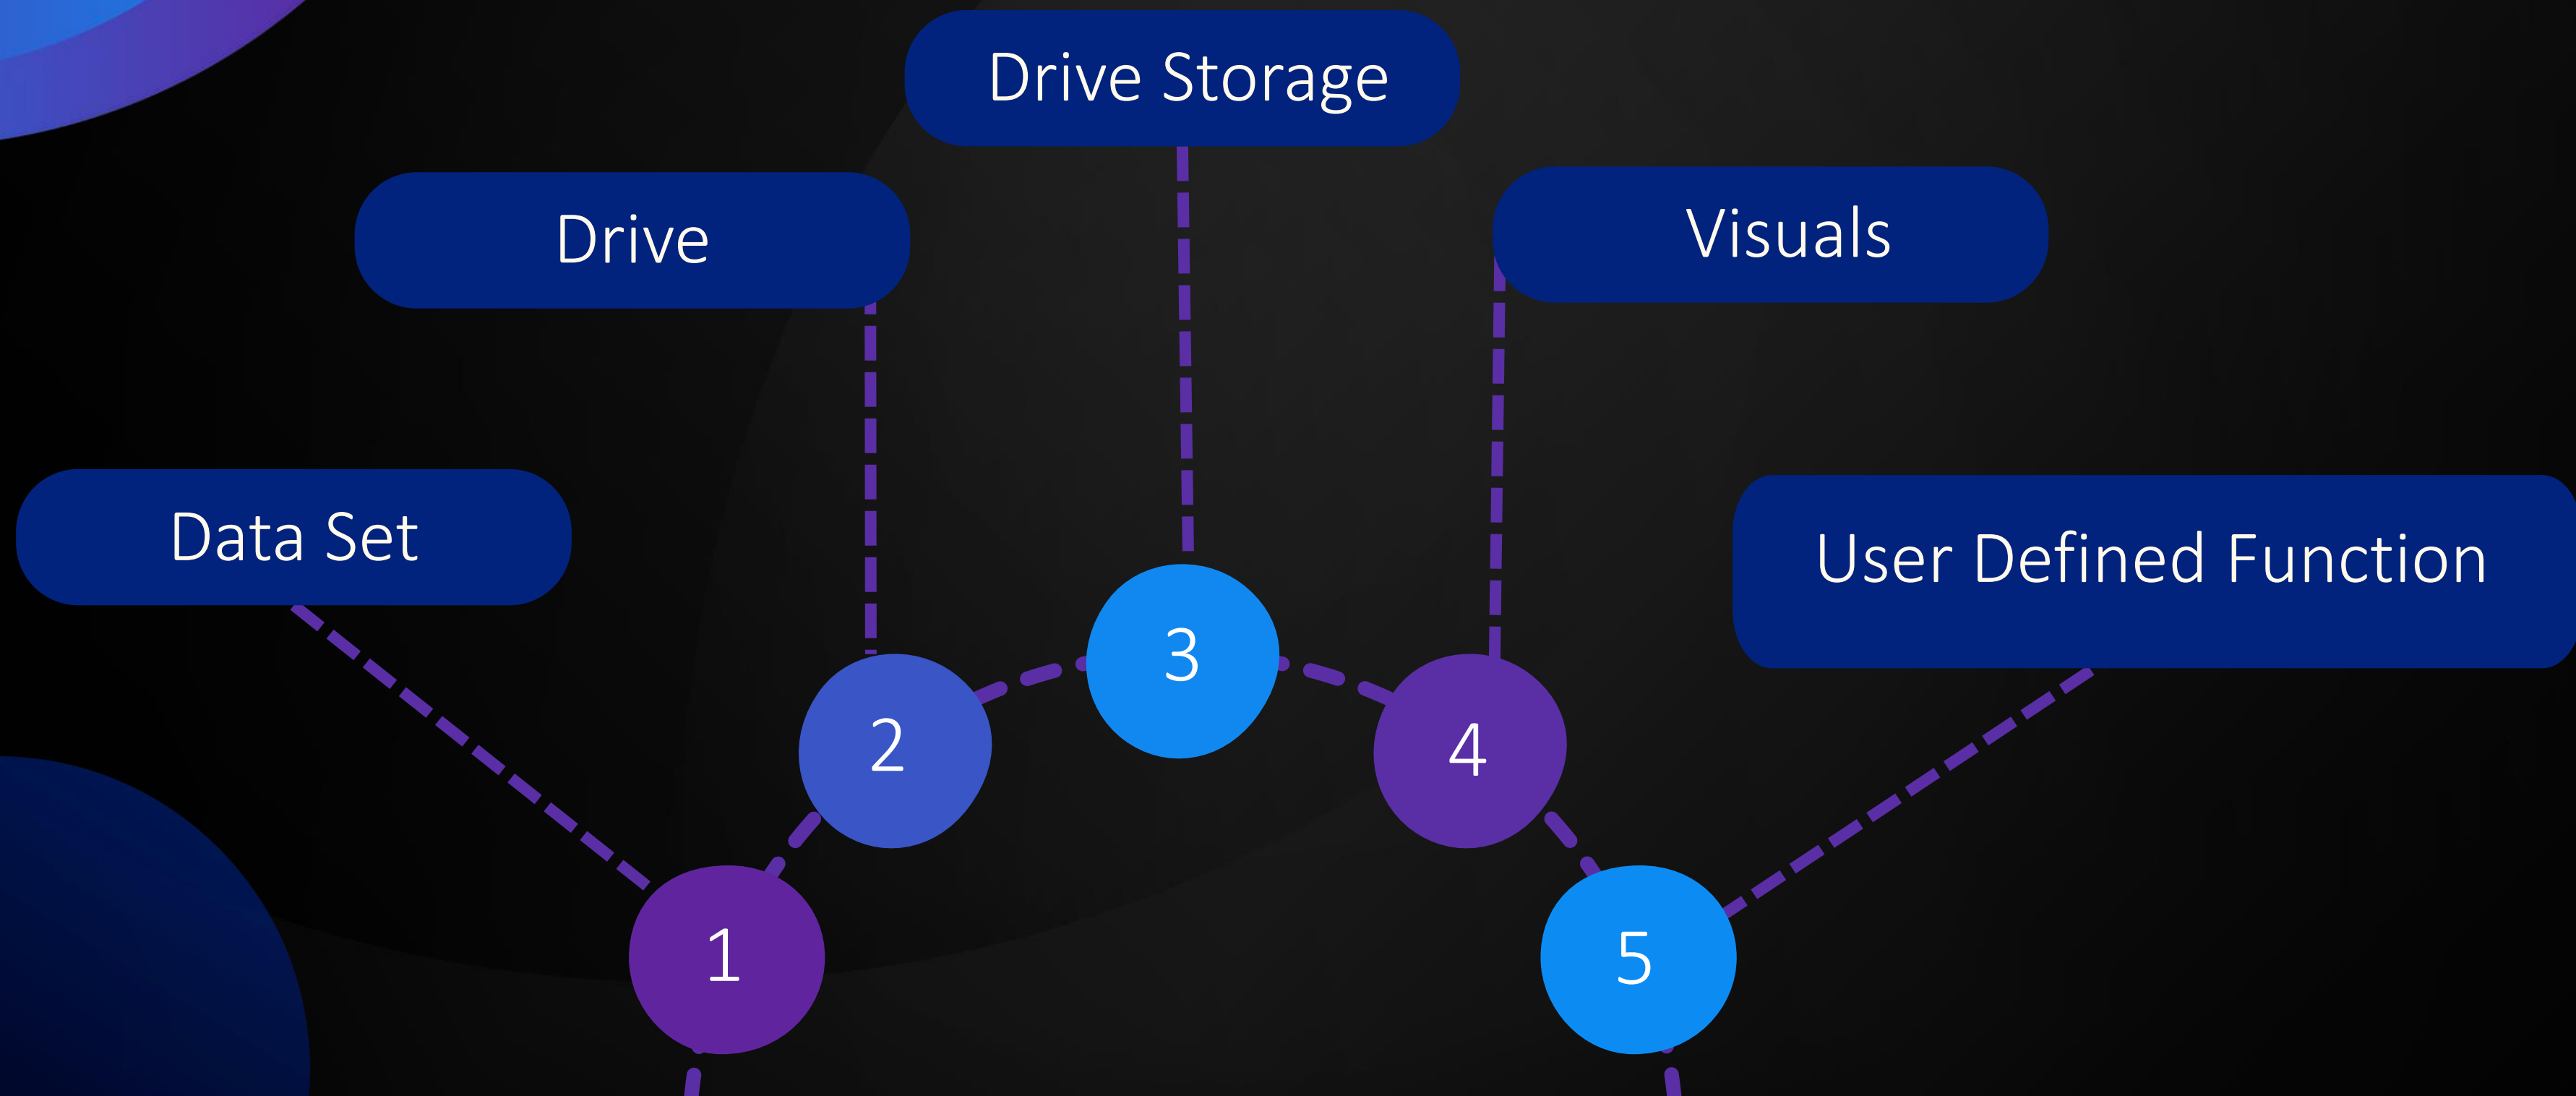 Drive Storage
Drive
Visuals
Data Set
User Defined Function
3
2
4
1
5